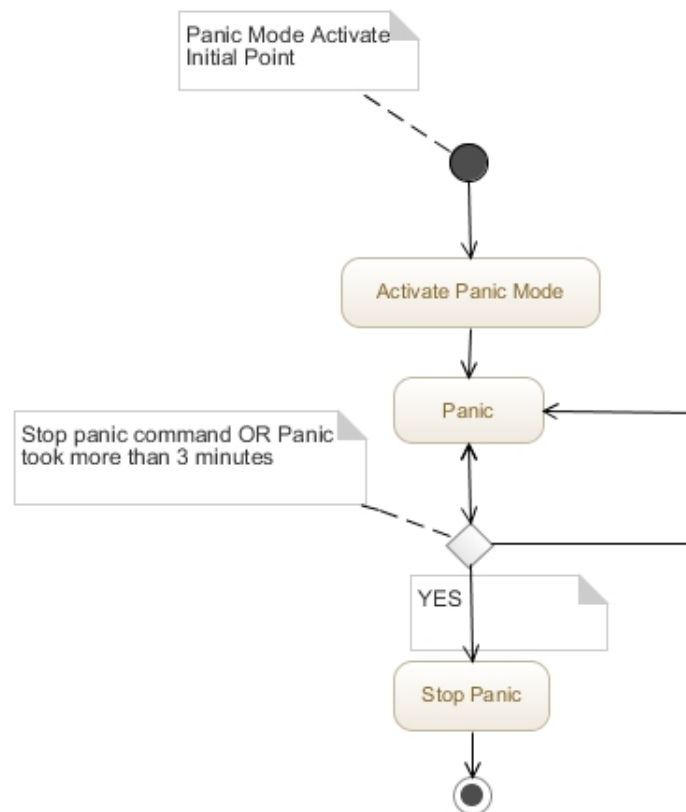 Panic Mode Activate
Initial Point
Activate Panic Mode
Panic
Stop panic command OR Panic
took more than 3 minutes
YES
Stop Panic